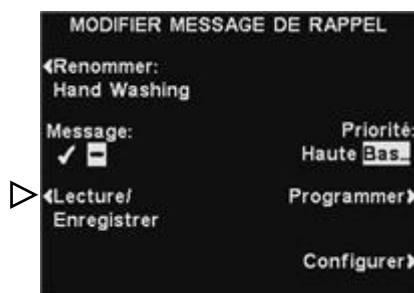 MODIFIER MESSAGE DE RAPPEL
Renommer:
Hand Washing
Message: Priorité:
✓ – Haute Bas…
Lecture/ Programmer
Enregistrer
Configurer